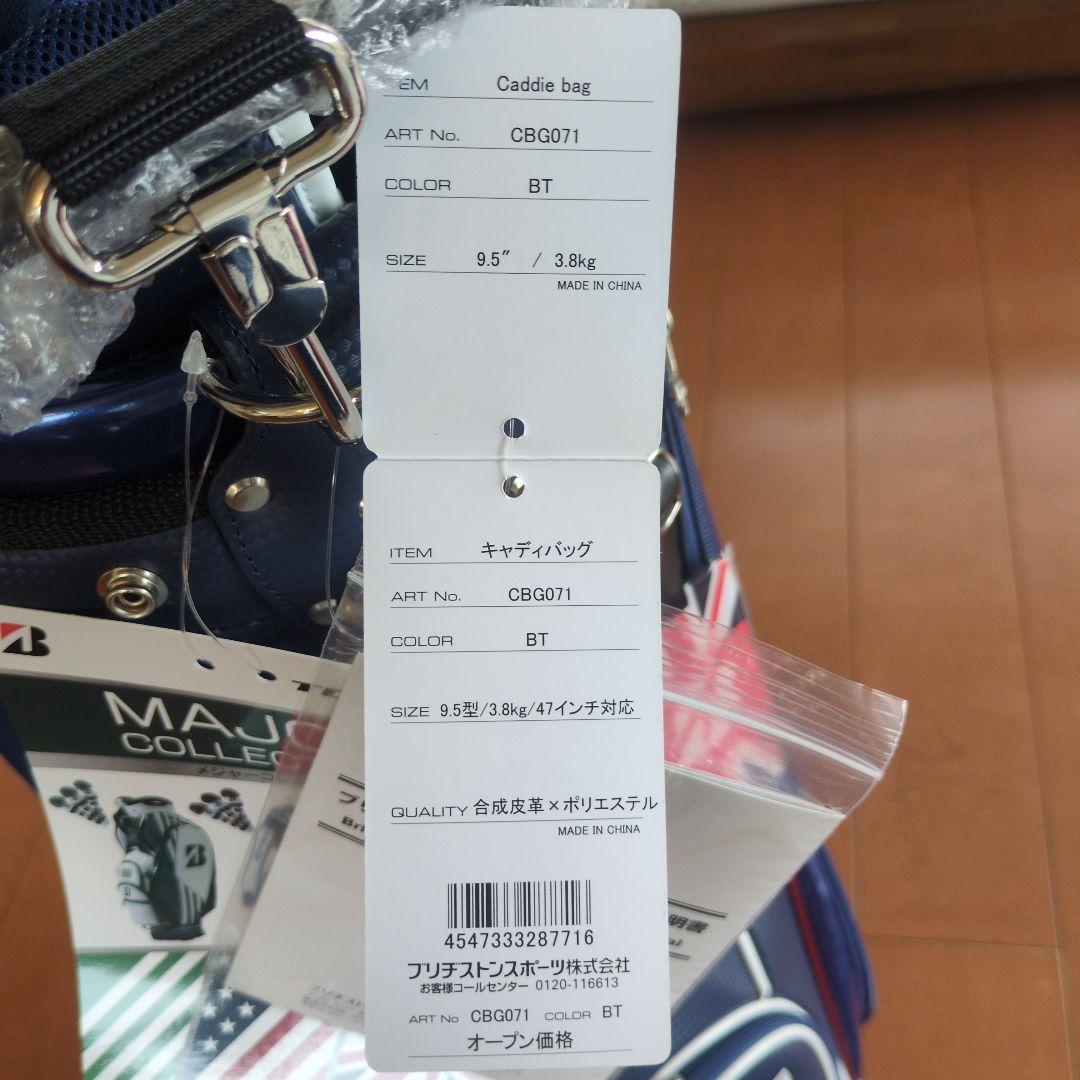 Caddie bag
ART No. CBG071
COLOR BT
SIZE 9.5" / 3.8kg
MADE IN CHINA
ITEM キャディバッグ
ART No. CBG071
COLOR BT
SIZE 9.5型/3.8kg/47インチ対応
QUALITY 合成皮革×ポリエステル
MADE IN CHINA
4547333287716
ブリヂストンスポーツ株式会社
お客様コールセンター 0120-116613
ART No CBG071 COLOR BT
オープン価格
B
MAJO
COLLEC
B
明書